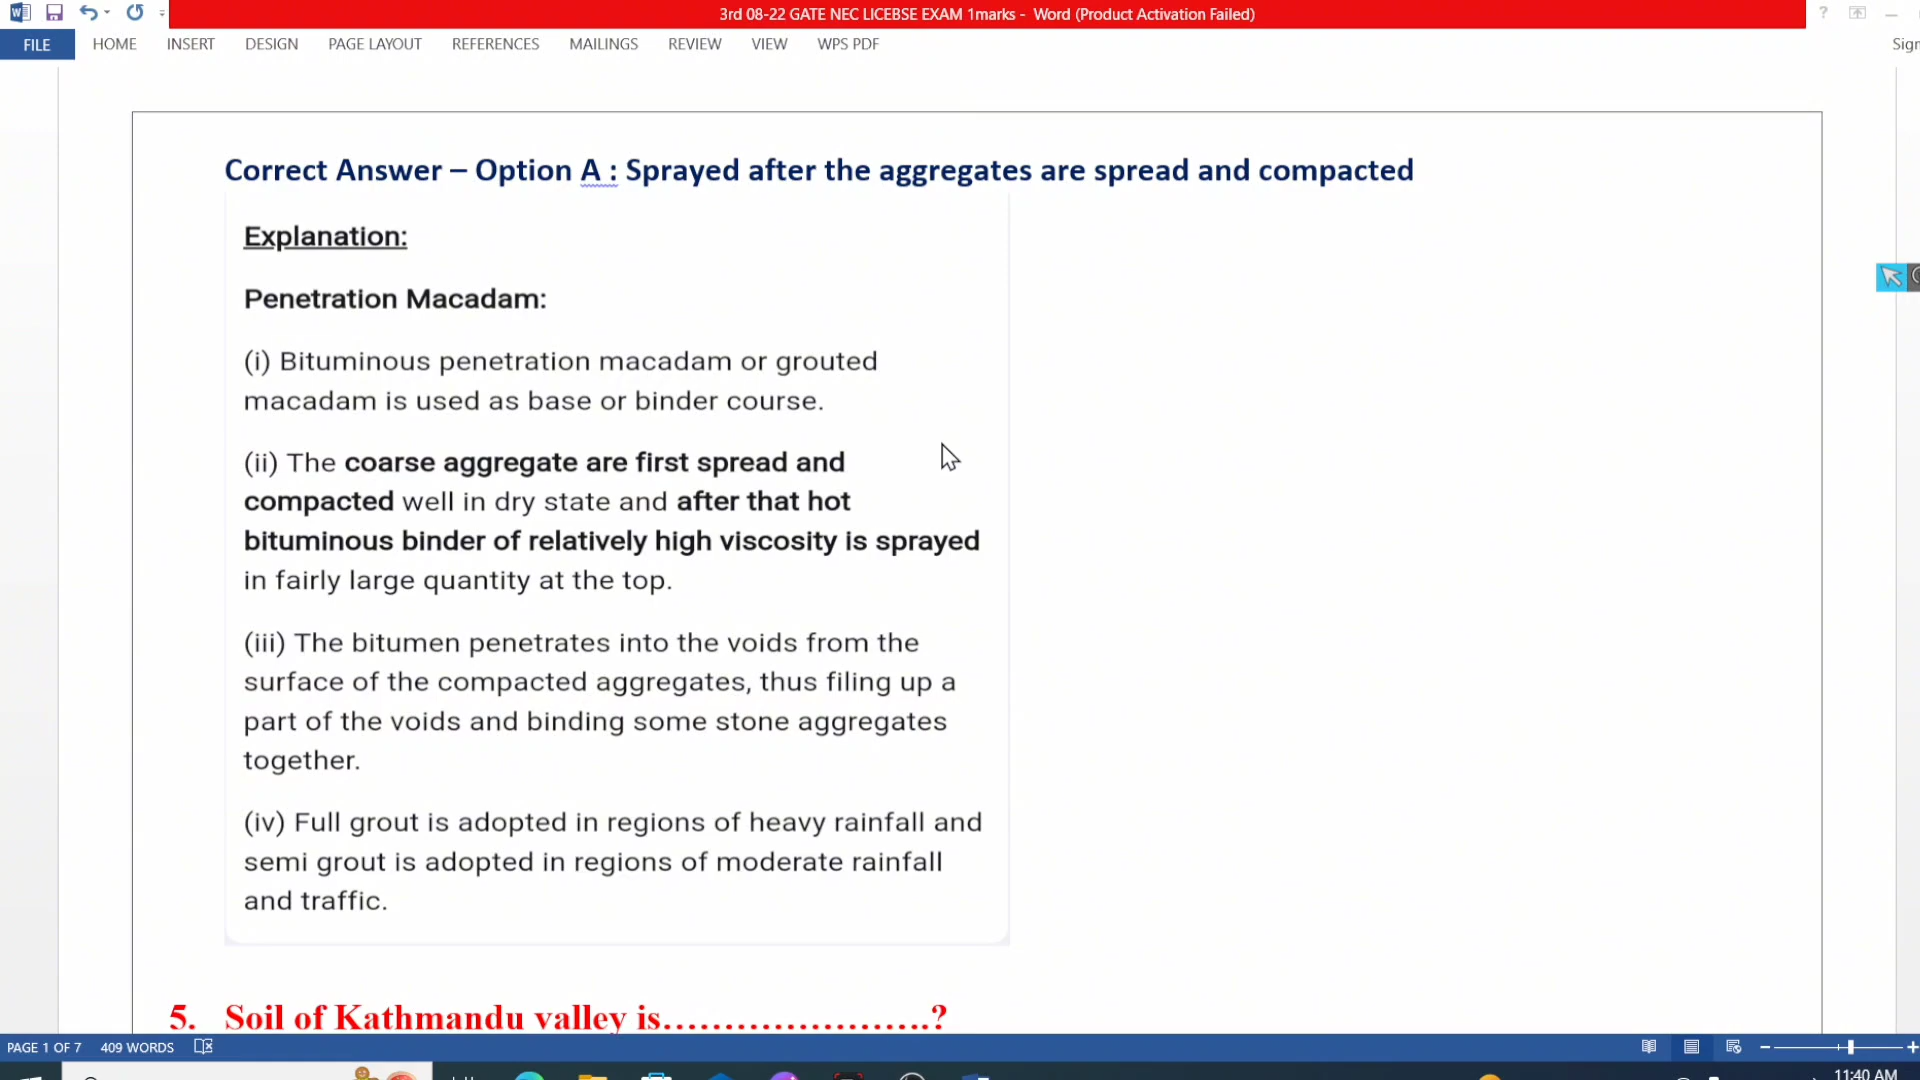 3rd 08-22 GATE NEC LICEBSE EXAM 1marks - Word (Product Activation Failed)
FILE HOME INSERT DESIGN PAGE LAYOUT REFERENCES MAILINGS REVIEW VIEW WPS PDF
Correct Answer – Option A : Sprayed after the aggregates are spread and compacted
Explanation:
Penetration Macadam:
(i) Bituminous penetration macadam or grouted
macadam is used as base or binder course.
(ii) The coarse aggregate are first spread and
compacted well in dry state and after that hot
bituminous binder of relatively high viscosity is sprayed
in fairly large quantity at the top.
(iii) The bitumen penetrates into the voids from the
surface of the compacted aggregates, thus filing up a
part of the voids and binding some stone aggregates
together.
(iv) Full grout is adopted in regions of heavy rainfall and
semi grout is adopted in regions of moderate rainfall
and traffic.
5. Soil of Kathmandu valley is......................?
PAGE 1 OF 7 409 WORDS
11:40 AM